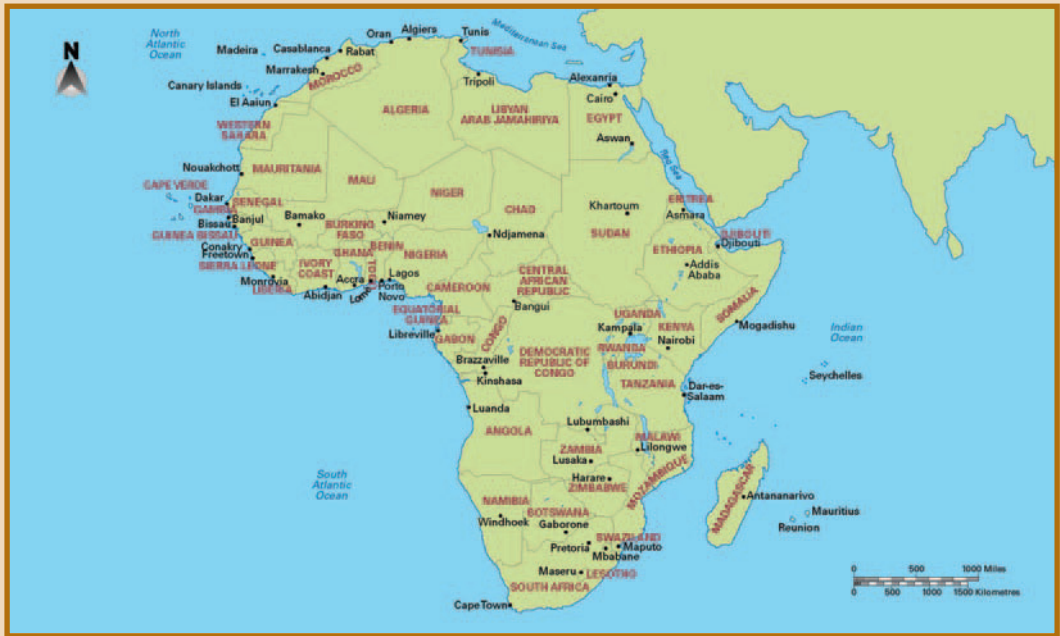 N
North
Atlantic
Ocean
Madeira
Canary Islands
Casablanca
Rabat
Marrakesh
MOROCCO
El Aaiun
WESTERN
SAHARA
Oran
Algiers
Tunis
TUNISIA
Mediterranean Sea
Tripoli
ALGERIA
LIBYAN
ARAB JAMAHIRIYA
Alexanria
Cairo
EGYPT
Aswan
Red Sea
Nouakchott
MAURITANIA
MALI
NIGER
CHAD
Khartoum
SUDAN
ERITREA
Asmara
CAPE VERDE
Dakar
SENEGAL
GAMBIA
Banjul
Bissau
GUINEA BISSAU
Bamako
BURKING
FASO
Niamey
Ndjamena
DJIBOUTI
Djibouti
ETHIOPIA
Addis
Ababa
Conakry
GUINEA
Freetown
SIERRA LEONE
Monrovia
LIBERIA
IVORY
COAST
Abidjan
GHANA
Accra
TOGO
Lome
BENIN
Porto
Novo
Lagos
NIGERIA
CAMEROON
CENTRAL
AFRICAN
REPUBLIC
Bangui
SOMALIA
Mogadishu
EQUATORIAL
GUINEA
Libreville
GABON
CONGO
Brazzaville
Kinshasa
DEMOCRATIC
REPUBLIC OF
CONGO
UGANDA
Kampala
KENYA
Nairobi
RWANDA
BURUNDI
TANZANIA
Dar-es-
Salaam
Indian
Ocean
Seychelles
Luanda
ANGOLA
Lubumbashi
ZAMBIA
Lusaka
MALAWI
Lilongwe
Harare
ZIMBABWE
MOZAMBIQUE
MADAGASCAR
Antananarivo
Mauritius
Reunion
South
Atlantic
Ocean
NAMIBIA
Windhoek
BOTSWANA
Gaborone
Pretoria
SWAZILAND
Maputo
Mbabane
Maseru
LESOTHO
SOUTH AFRICA
Cape Town
0 500 1000 Miles
0 500 1000 1500 Kilometres